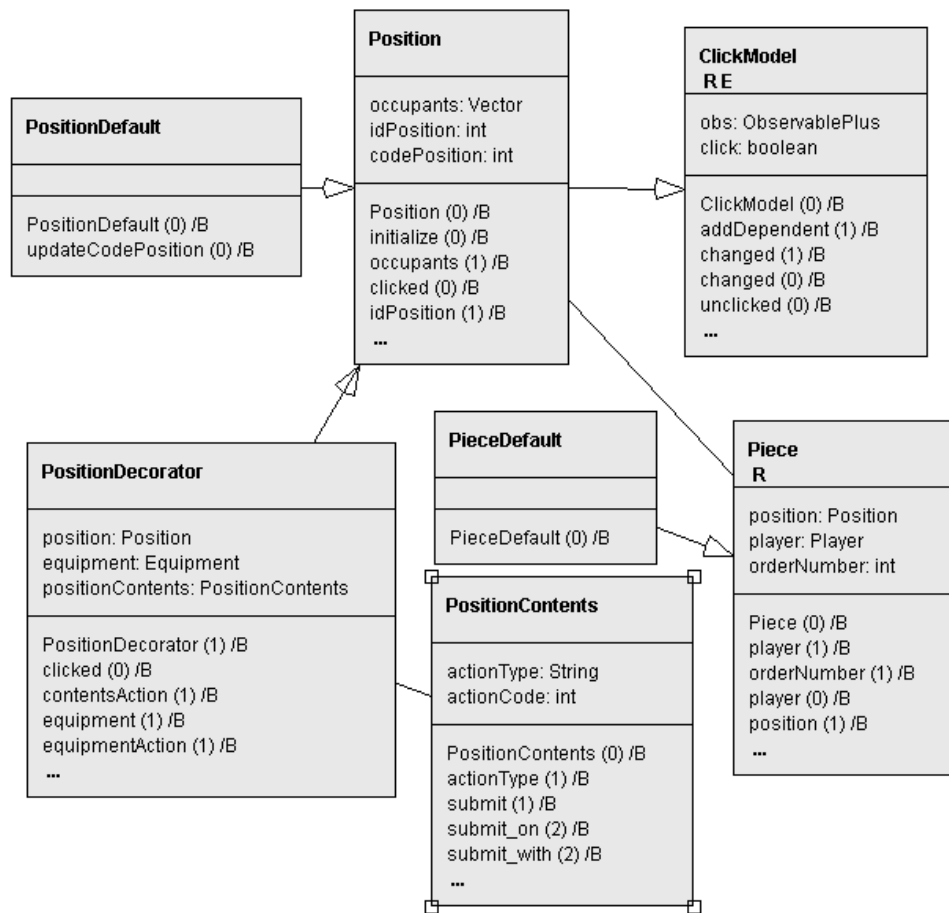 Position
occupants: Vector
idPosition: int
codePosition: int
Position (0) /B
initialize (0) /B
occupants (1) /B
clicked (0) /B
idPosition (1) /B
...
ClickModel
R E
obs: ObservablePlus
click: boolean
ClickModel (0) /B
addDependent (1) /B
changed (1) /B
changed (0) /B
unclicked (0) /B
...
PositionDefault
PositionDefault (0) /B
updateCodePosition (0) /B
PositionDecorator
position: Position
equipment: Equipment
positionContents: PositionContents
PositionDecorator (1) /B
clicked (0) /B
contentsAction (1) /B
equipment (1) /B
equipmentAction (1) /B
...
PieceDefault
PieceDefault (0) /B
Piece
R
position: Position
player: Player
orderNumber: int
Piece (0) /B
player (1) /B
orderNumber (1) /B
player (0) /B
position (1) /B
...
PositionContents
actionType: String
actionCode: int
PositionContents (0) /B
actionType (1) /B
submit (1) /B
submit_on (2) /B
submit_with (2) /B
...